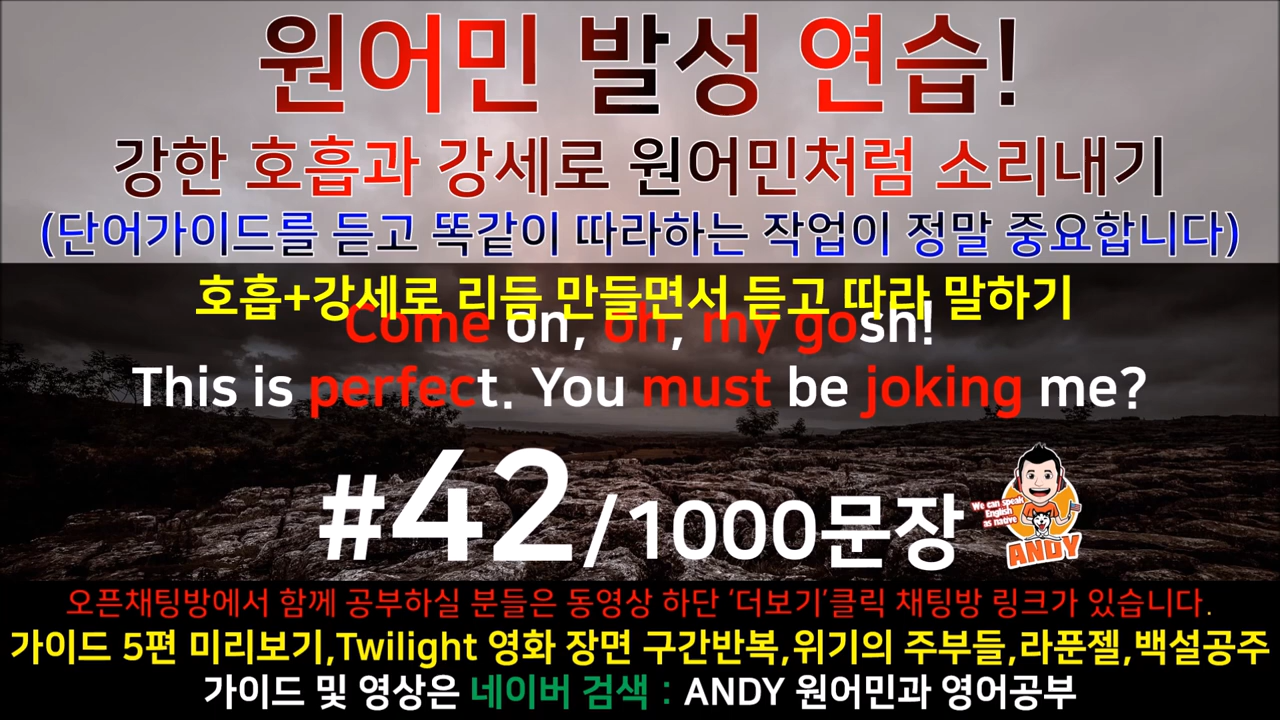 원어민 발성 연습!
강한 호흡과 강세로 원어민처럼 소리내기
(단어가이드를 듣고 똑같이 따라하는 작업이 정말 중요합니다)
호흡+강세로 리듬 만들면서 듣고 따라 말하기
Come on, oh, my gosh!
This is perfect. You must be joking me?
#42/1000문장
We can speak
English
as native
ANDY
오픈채팅방에서 함께 공부하실 분들은 동영상 하단 ‘더보기’클릭 채팅방 링크가 있습니다.
가이드 5편 미리보기,Twilight 영화 장면 구간반복,위기의 주부들,라푼젤,백설공주
가이드 및 영상은 네이버 검색 : ANDY 원어민과 영어공부